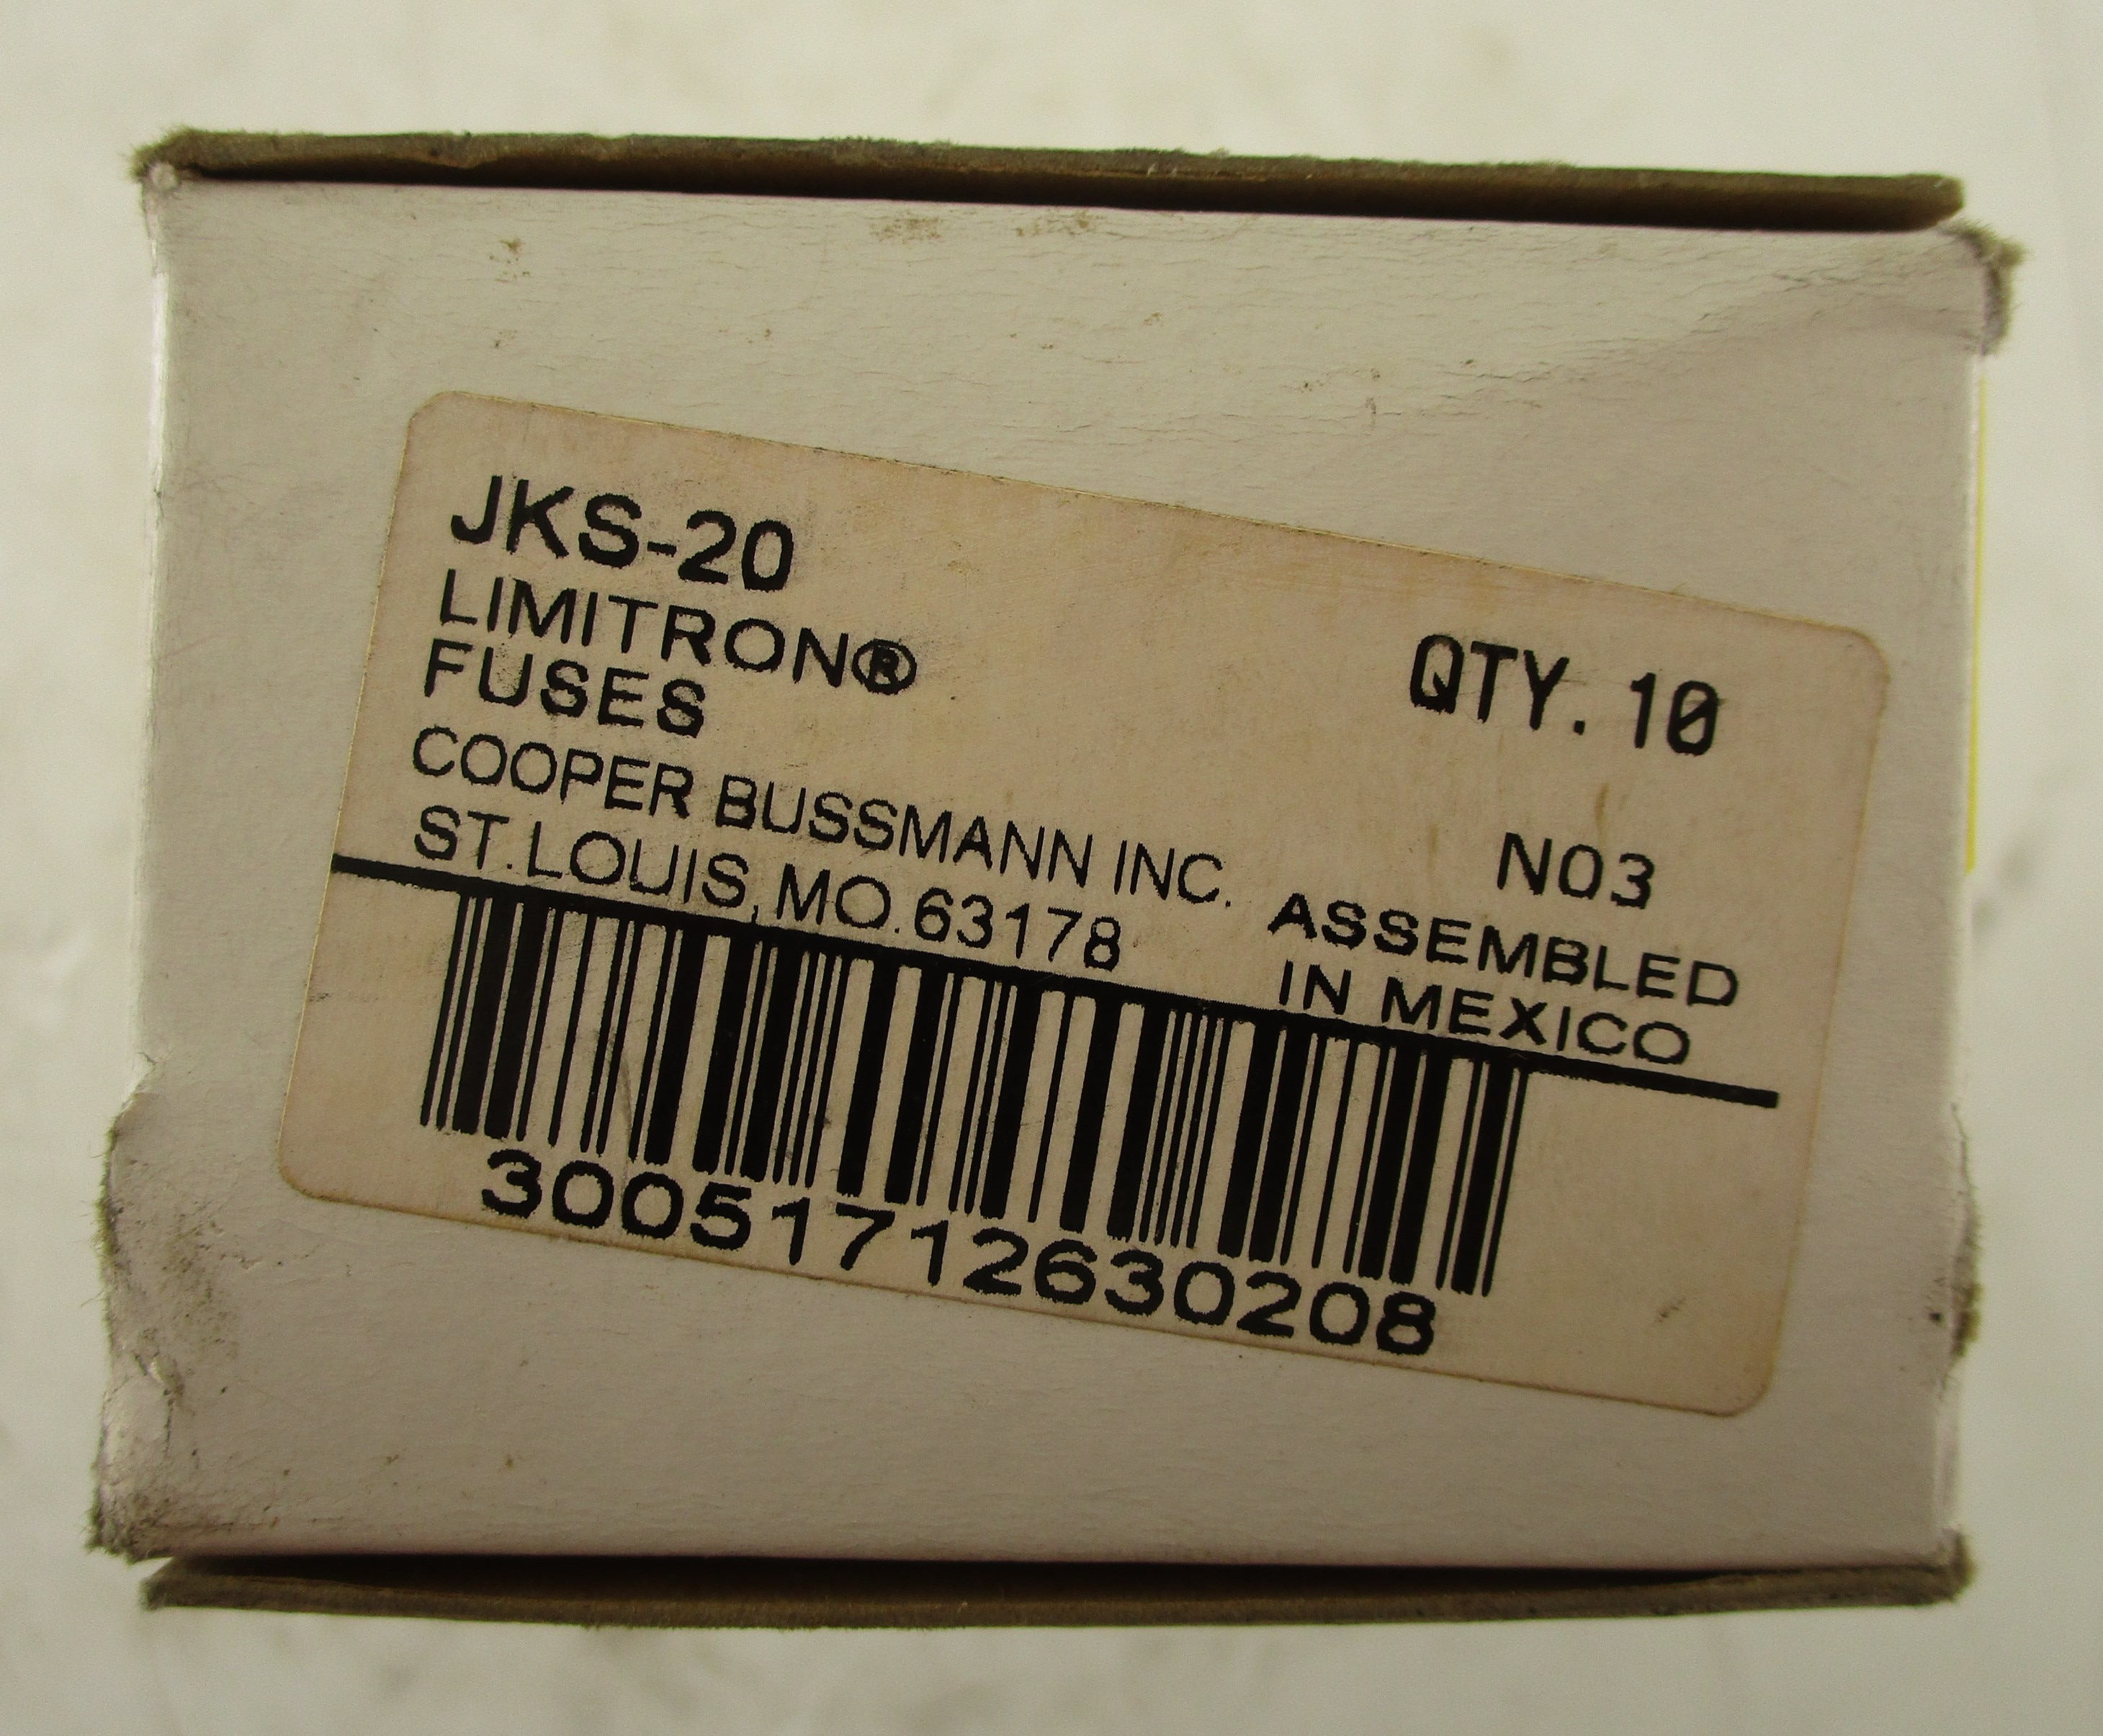 JKS-20
LIMITRON®
FUSES
QTY. 10
COOPER BUSSMANN INC.
ST. LOUIS, MO. 63178
N03
ASSEMBLED
IN MEXICO
30051712630208